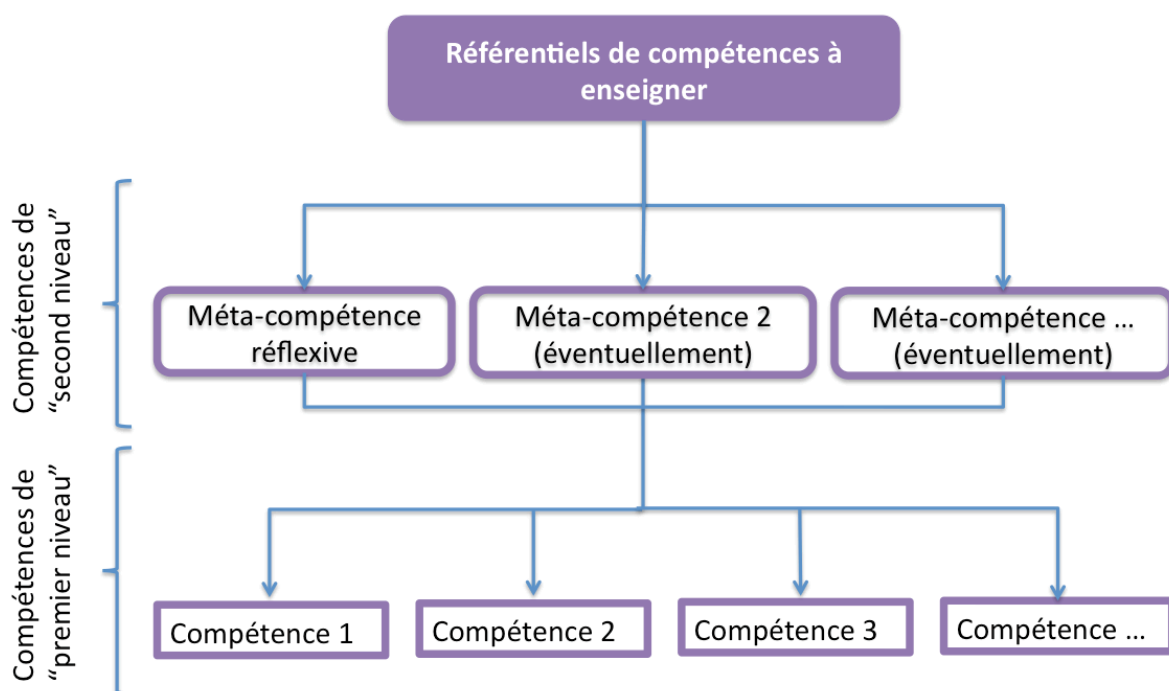 Référentiels de compétences à
enseigner
Compétences de
“second niveau”
Méta-compétence
réflexive
Méta-compétence 2
(éventuellement)
Méta-compétence ...
(éventuellement)
Compétences de
“premier niveau”
Compétence 1
Compétence 2
Compétence 3
Compétence ...